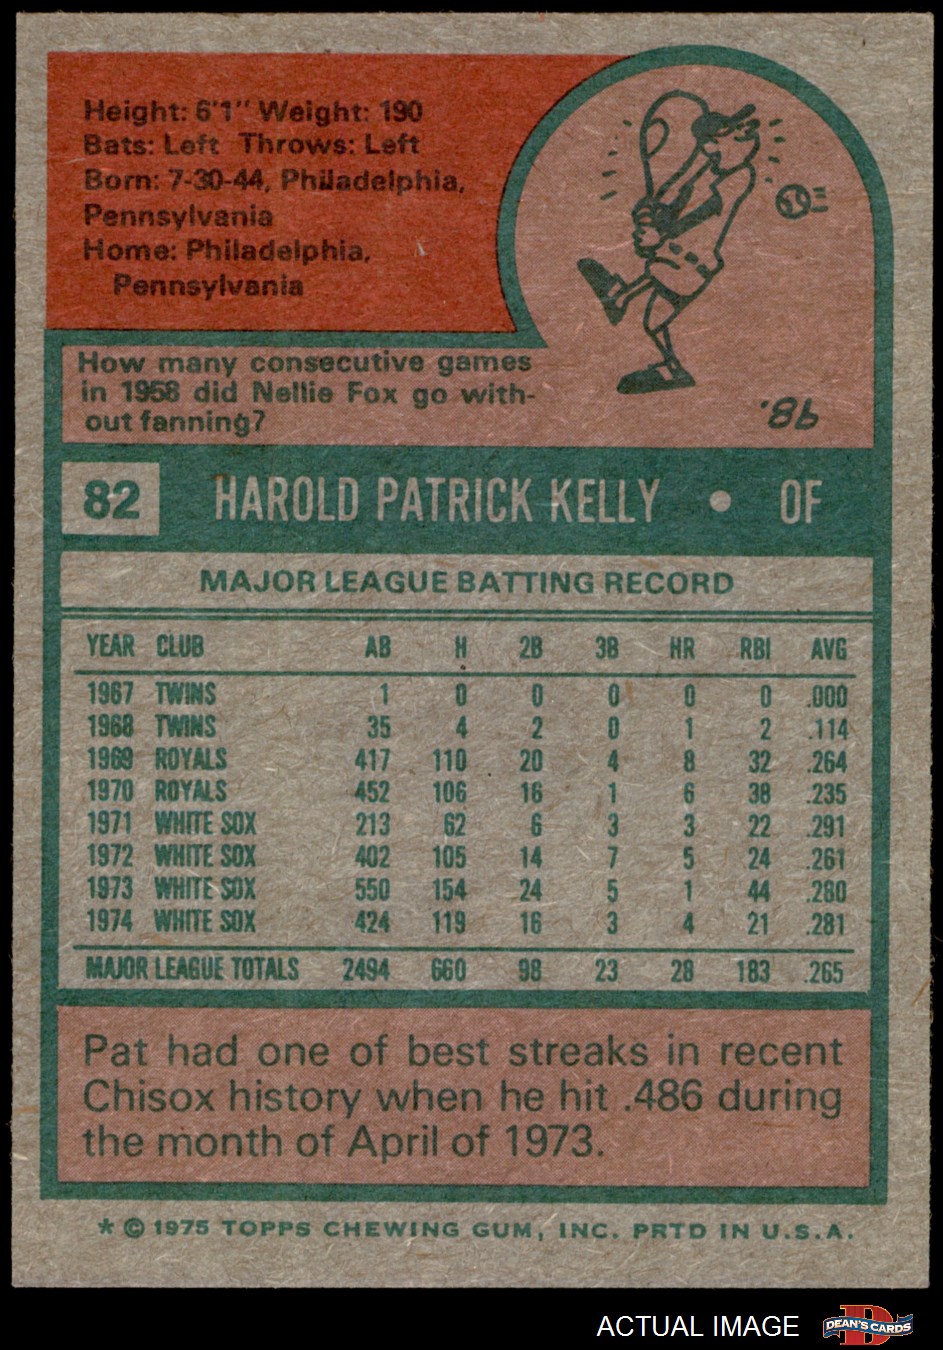 Height: 6'1" Weight: 190
Bats: Left Throws: Left
Born: 7-30-44, Philadelphia,
Pennsylvania
Home: Philadelphia,
Pennsylvania
How many consecutive games
in 1958 did Nellie Fox go with-
out fanning?
98.
82 HAROLD PATRICK KELLY • OF
MAJOR LEAGUE BATTING RECORD
YEAR CLUB AB H 2B 3B HR RBI AVG
1967 TWINS 1 0 0 0 0 0 .000
1968 TWINS 35 4 2 0 1 2 .114
1969 ROYALS 417 110 20 4 8 32 .264
1970 ROYALS 452 106 16 1 6 38 .235
1971 WHITE SOX 213 62 6 3 3 22 .291
1972 WHITE SOX 402 105 14 7 5 24 .261
1973 WHITE SOX 550 154 24 5 1 44 .280
1974 WHITE SOX 424 119 16 3 4 21 .281
MAJOR LEAGUE TOTALS 2494 660 98 23 28 183 .265
Pat had one of best streaks in recent
Chisox history when he hit .486 during
the month of April of 1973.
* © 1975 TOPPS CHEWING GUM, INC. PRTD IN U.S.A.
ACTUAL IMAGE DEAN'S CARDS